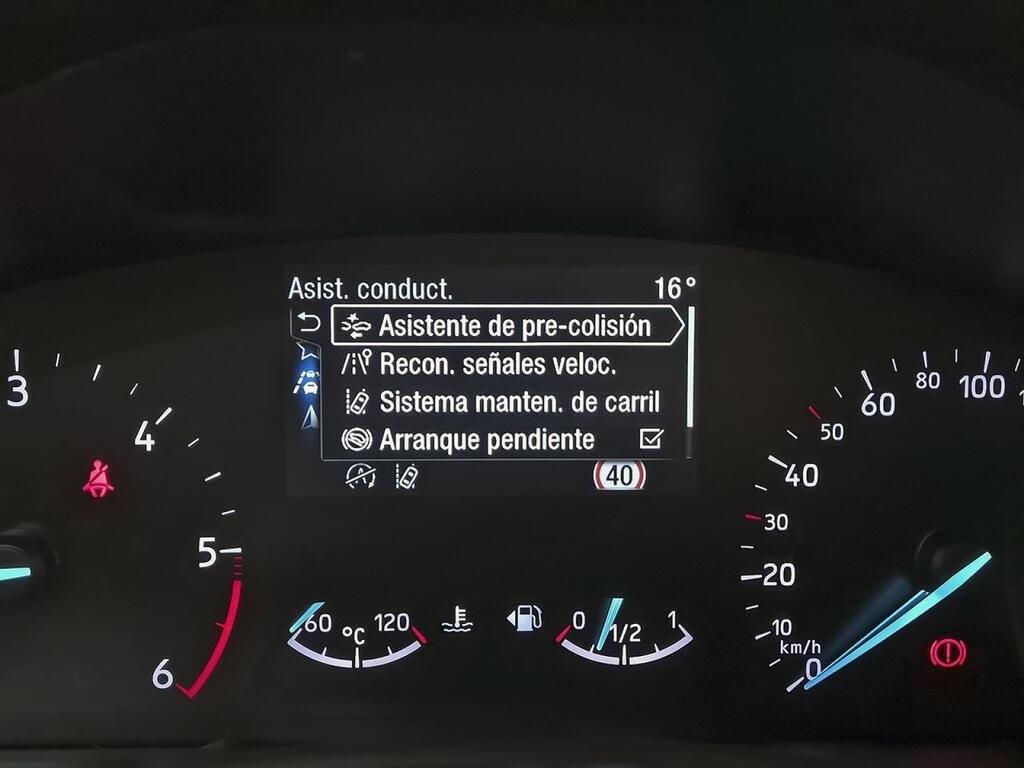 Asist. conduct. 16°
Asistente de pre-colisión
Recon. señales veloc.
Sistema manten. de carril
Arranque pendiente
40
3
4
5
6
60 °C 120
0 1/2 1
0
10
20
30
40
50
60
80
100
km/h